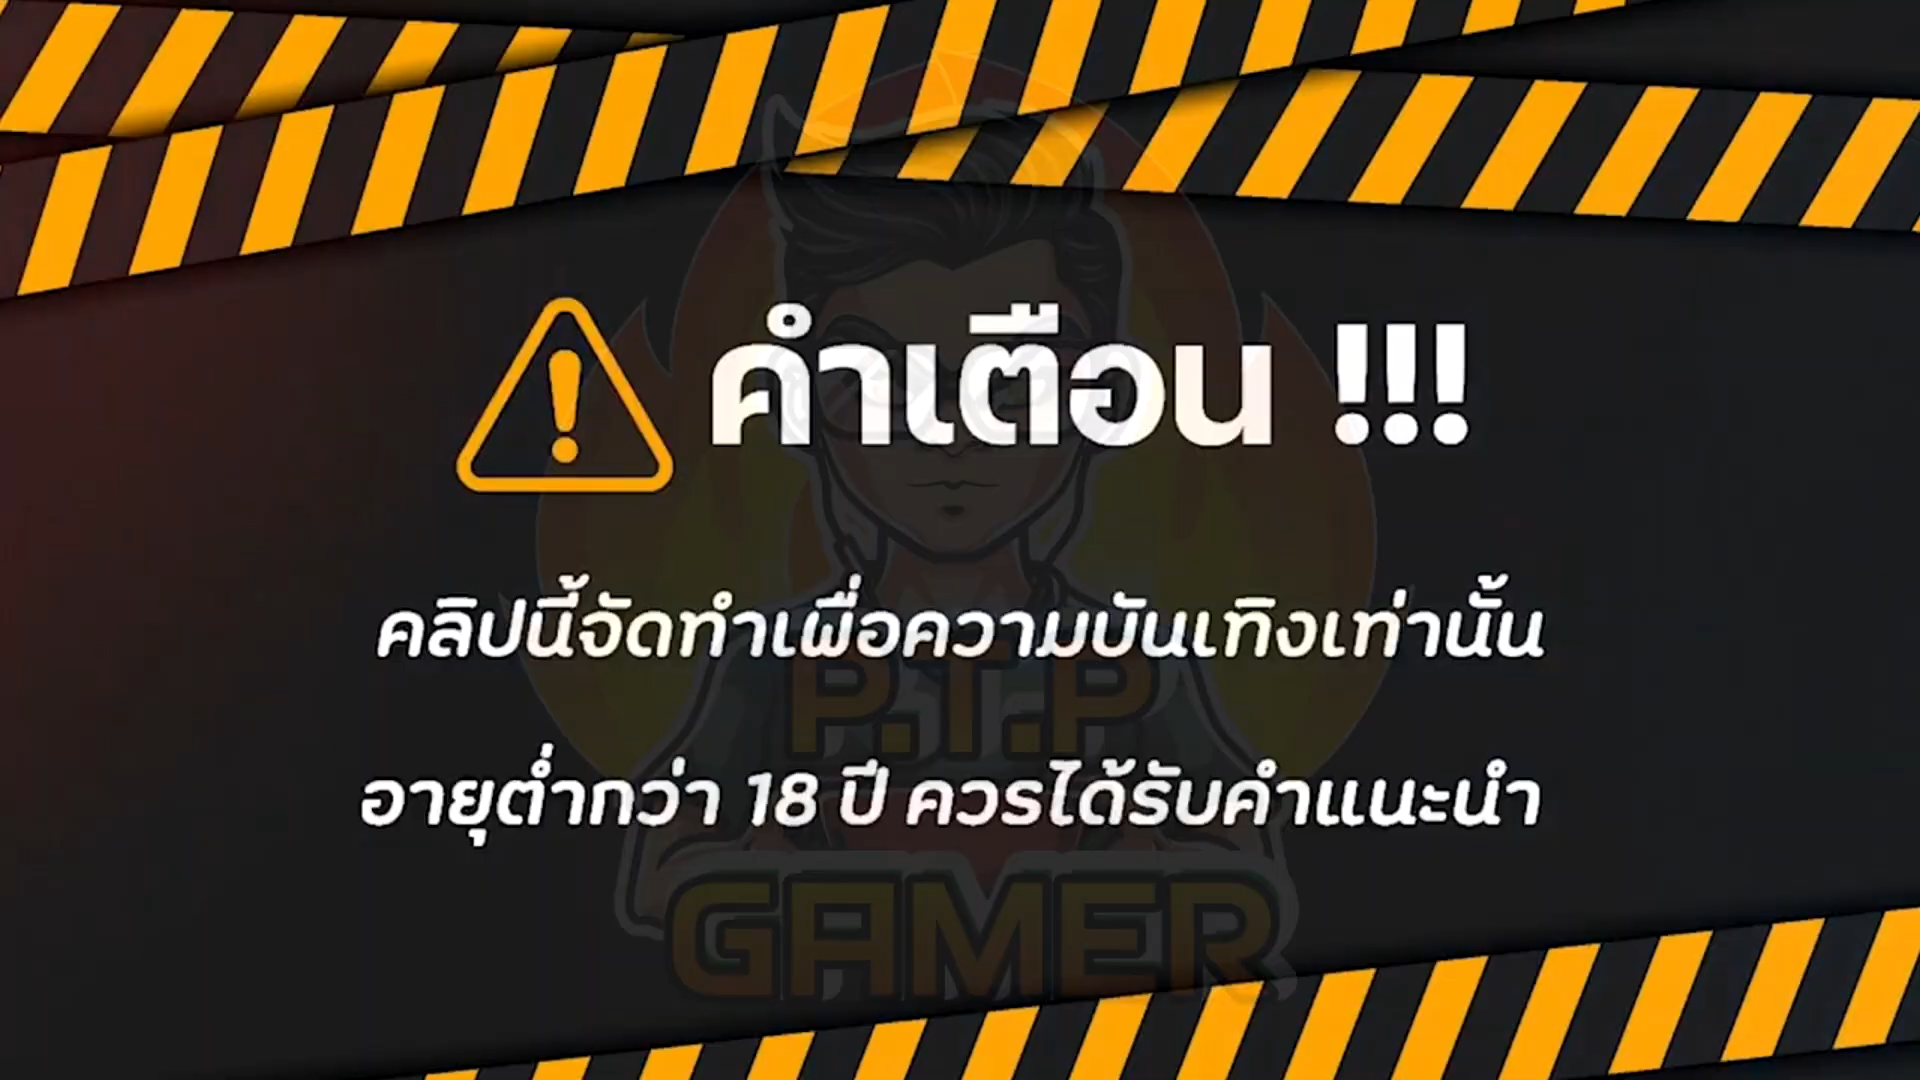 คำเตือน !!!
คลิปนี้จัดทำเพื่อความบันเทิงเท่านั้น
P.T.P
อายุต่ำกว่า 18 ปี ควรได้รับคำแนะนำ
GAMER